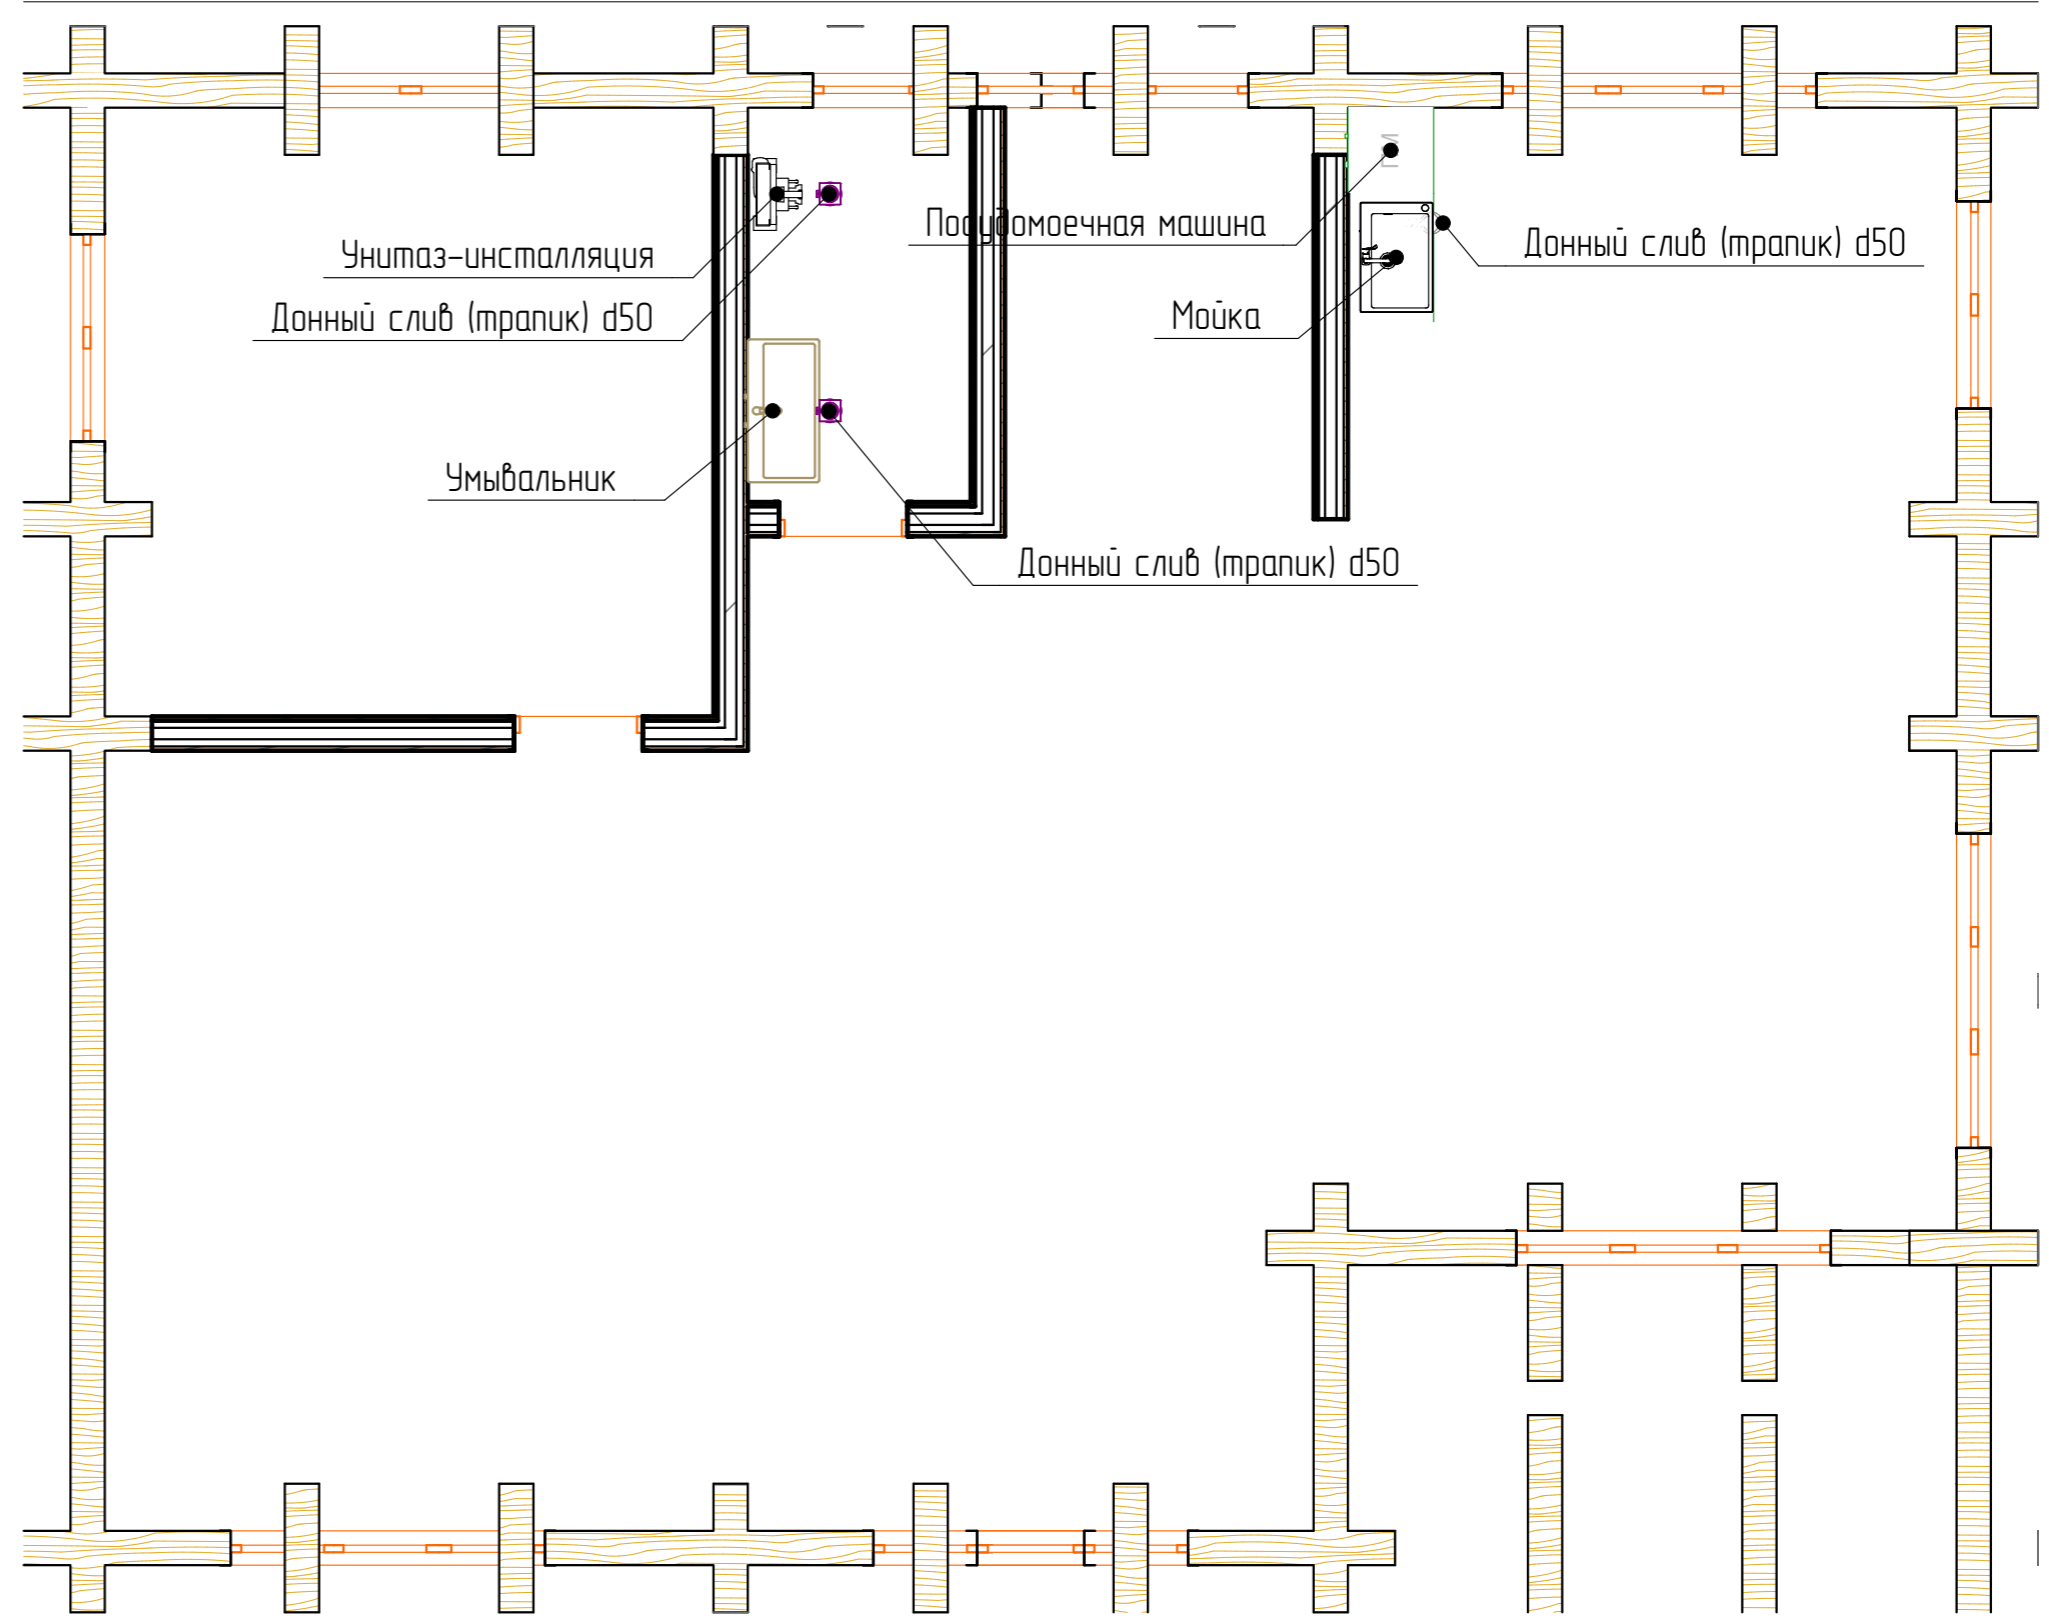 Посудомоечная машина
Донный слив (трапик) d50
Унитаз-инсталляция
Донный слив (трапик) d50
Мойка
Умывальник
Донный слив (трапик) d50